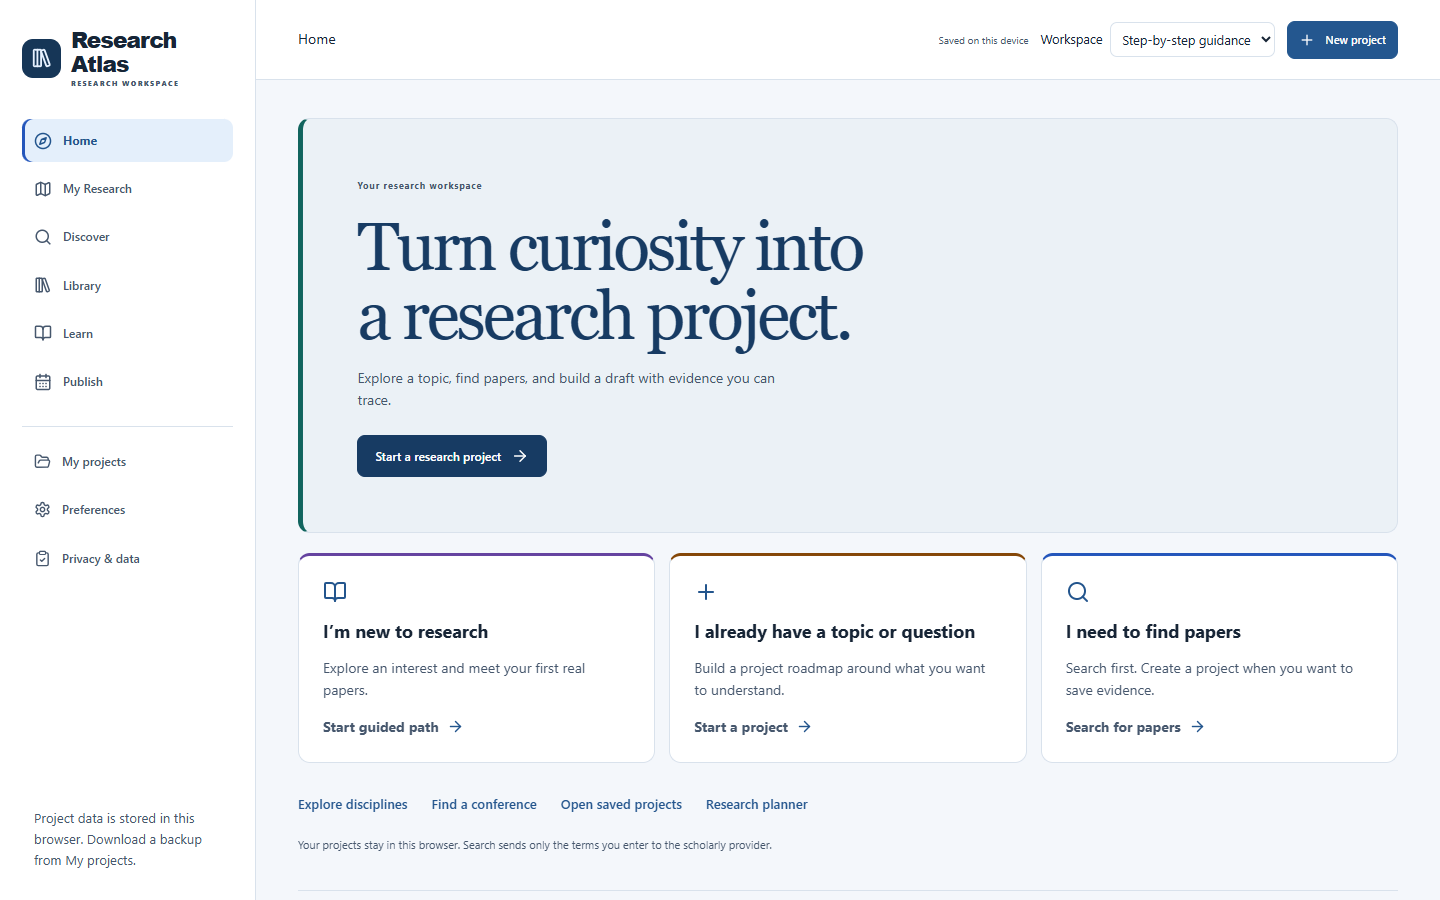 Research
Atlas
RESEARCH WORKSPACE
Home
My Research
Discover
Library
Learn
Publish
My projects
Preferences
Privacy & data
Project data is stored in this
browser. Download a backup
from My projects.
Home
Saved on this device
Workspace
Step-by-step guidance
New project
Your research workspace
Turn curiosity into
a research project.
Explore a topic, find papers, and build a draft with evidence you can
trace.
Start a research project
I’m new to research
Explore an interest and meet your first real
papers.
Start guided path
I already have a topic or question
Build a project roadmap around what you want
to understand.
Start a project
I need to find papers
Search first. Create a project when you want to
save evidence.
Search for papers
Explore disciplines
Find a conference
Open saved projects
Research planner
Your projects stay in this browser. Search sends only the terms you enter to the scholarly provider.